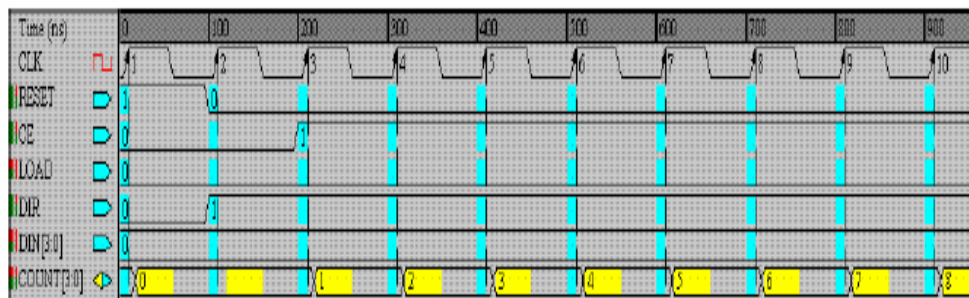 Time (ns) 0 100 200 300 400 500 600 700 800 900
CLK 1 2 3 4 5 6 7 8 9 10
RESET 1 0
CE 0 1
LOAD 0
DIR 0 1
DIN[3:0] 0
COUNT[3:0] 0 1 2 3 4 5 6 7 8